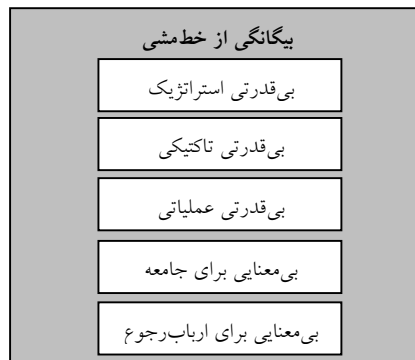 بیگانگی از خط‌مشی
بی‌قدرتی استراتژیک
بی‌قدرتی تاکتیکی
بی‌قدرتی عملیاتی
بی‌معنایی برای جامعه
بی‌معنایی برای ارباب‌رجوع